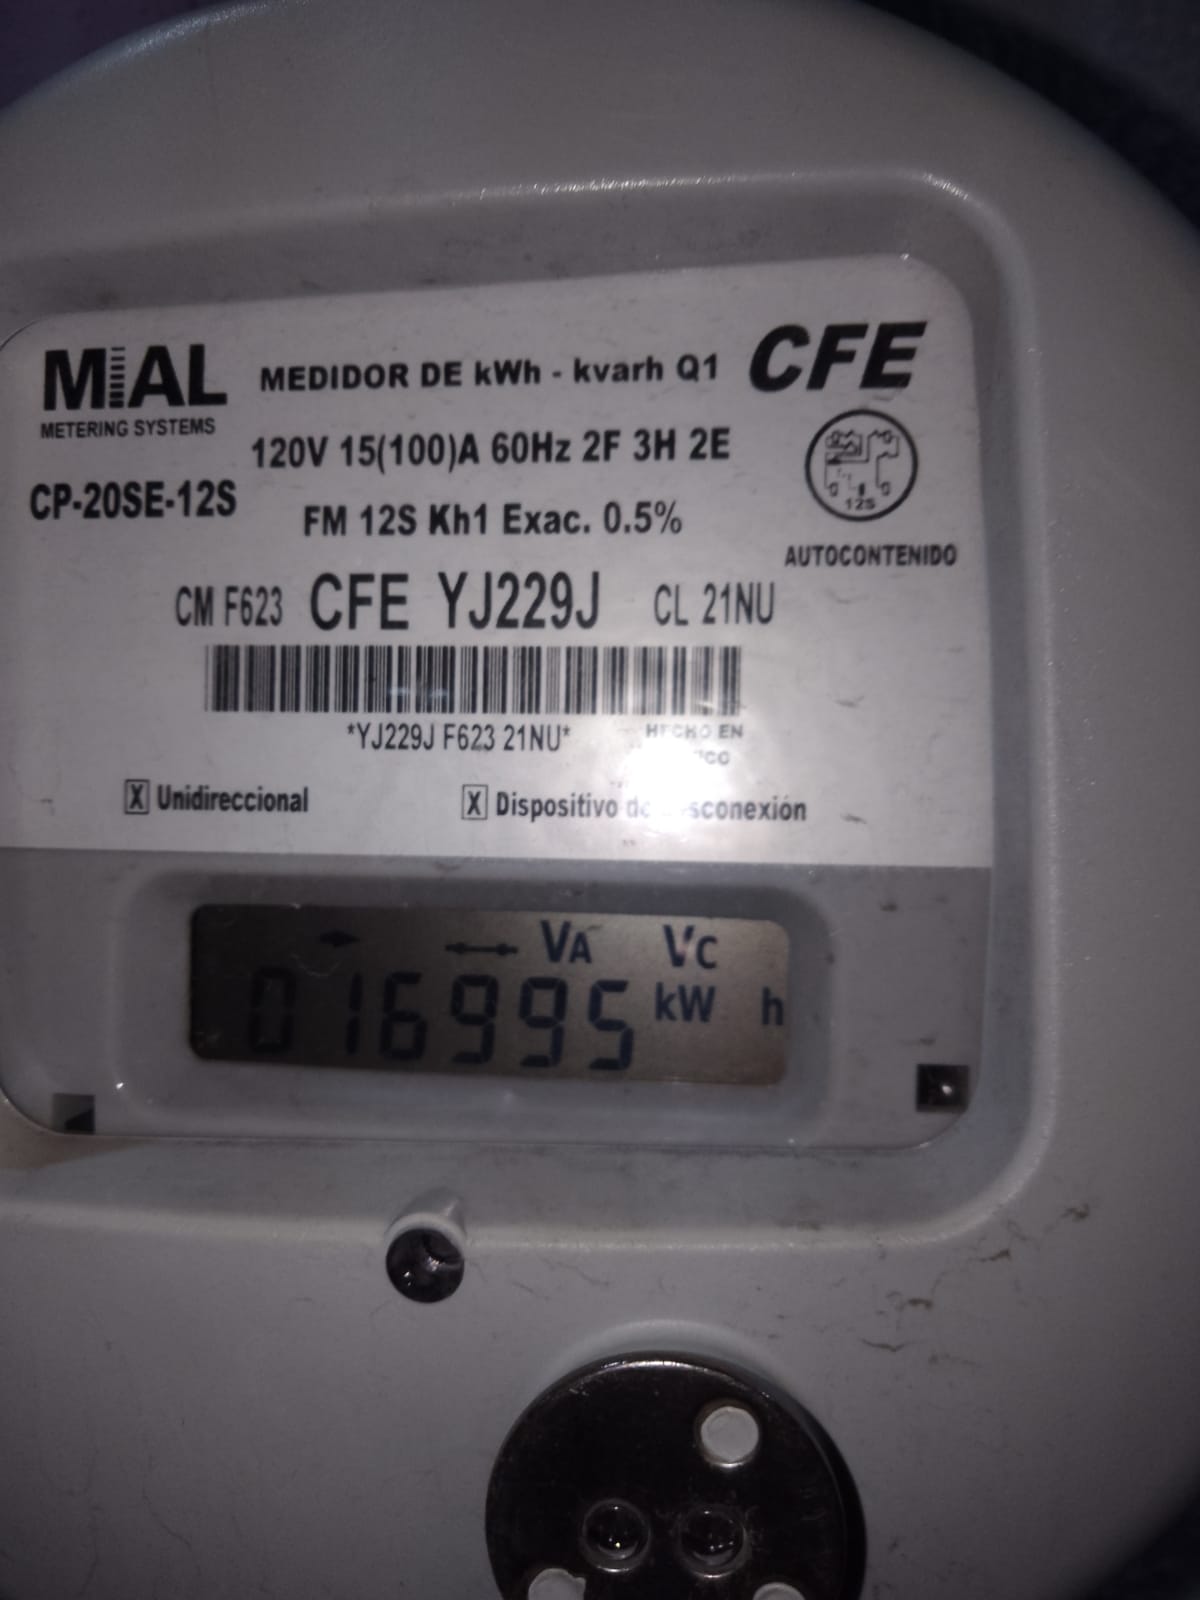 MIAL
METERING SYSTEMS
MEDIDOR DE kWh - kvarh Q1
CFE
120V 15(100)A 60Hz 2F 3H 2E
CP-20SE-12S
FM 12S Kh1 Exac. 0.5%
12S
AUTOCONTENIDO
CM F623 CFE YJ229J CL 21NU
*YJ229J F623 21NU*
HECHO EN
X Unidireccional
X Dispositivo
VA VC
016995 kW h